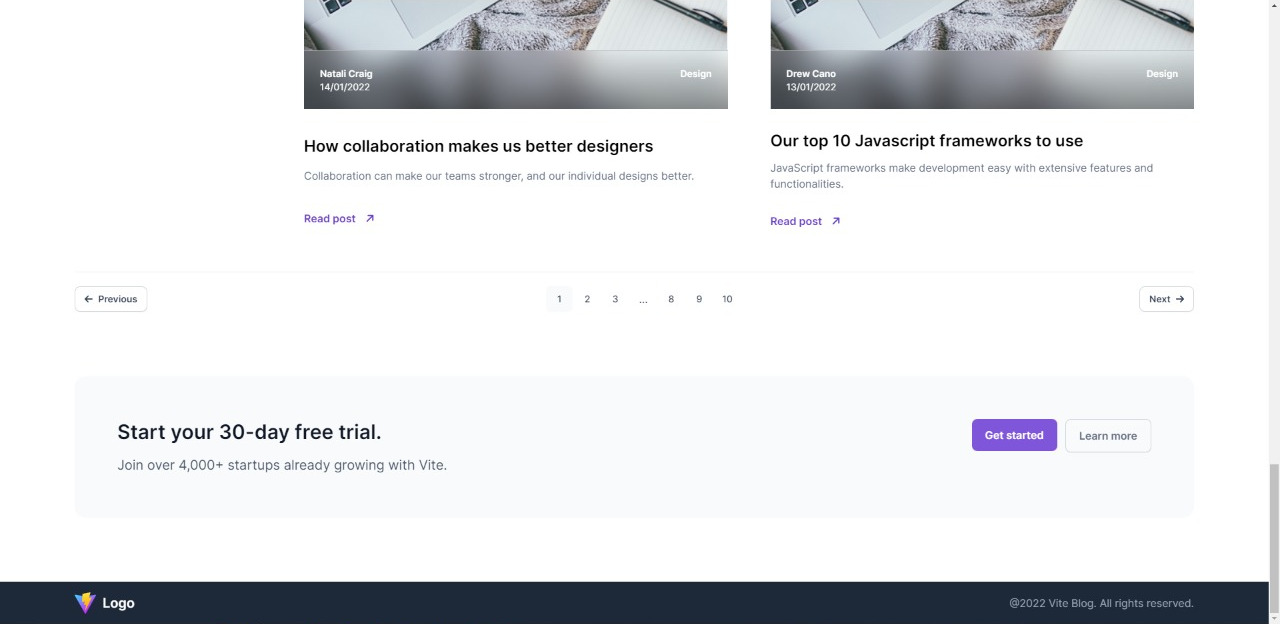 Natali Craig
14/01/2022
Design
How collaboration makes us better designers
Collaboration can make our teams stronger, and our individual designs better.
Read post
Drew Cano
13/01/2022
Design
Our top 10 Javascript frameworks to use
JavaScript frameworks make development easy with extensive features and
functionalities.
Read post
Previous
1 2 3 ... 8 9 10
Next
Start your 30-day free trial.
Join over 4,000+ startups already growing with Vite.
Get started
Learn more
Logo
@2022 Vite Blog. All rights reserved.